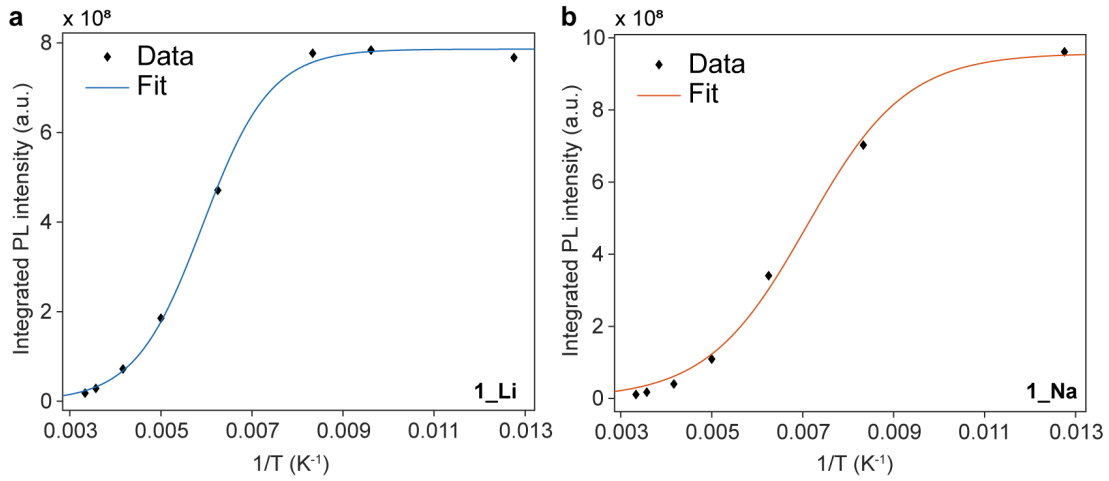 a
x 10⁸
Integrated PL intensity (a.u.)
8
6
4
2
0
Data
Fit
1_Li
0.003
0.005
0.007
0.009
0.011
0.013
1/T (K⁻¹)
b
x 10⁸
Integrated PL intensity (a.u.)
10
8
6
4
2
0
Data
Fit
1_Na
0.003
0.005
0.007
0.009
0.011
0.013
1/T (K⁻¹)